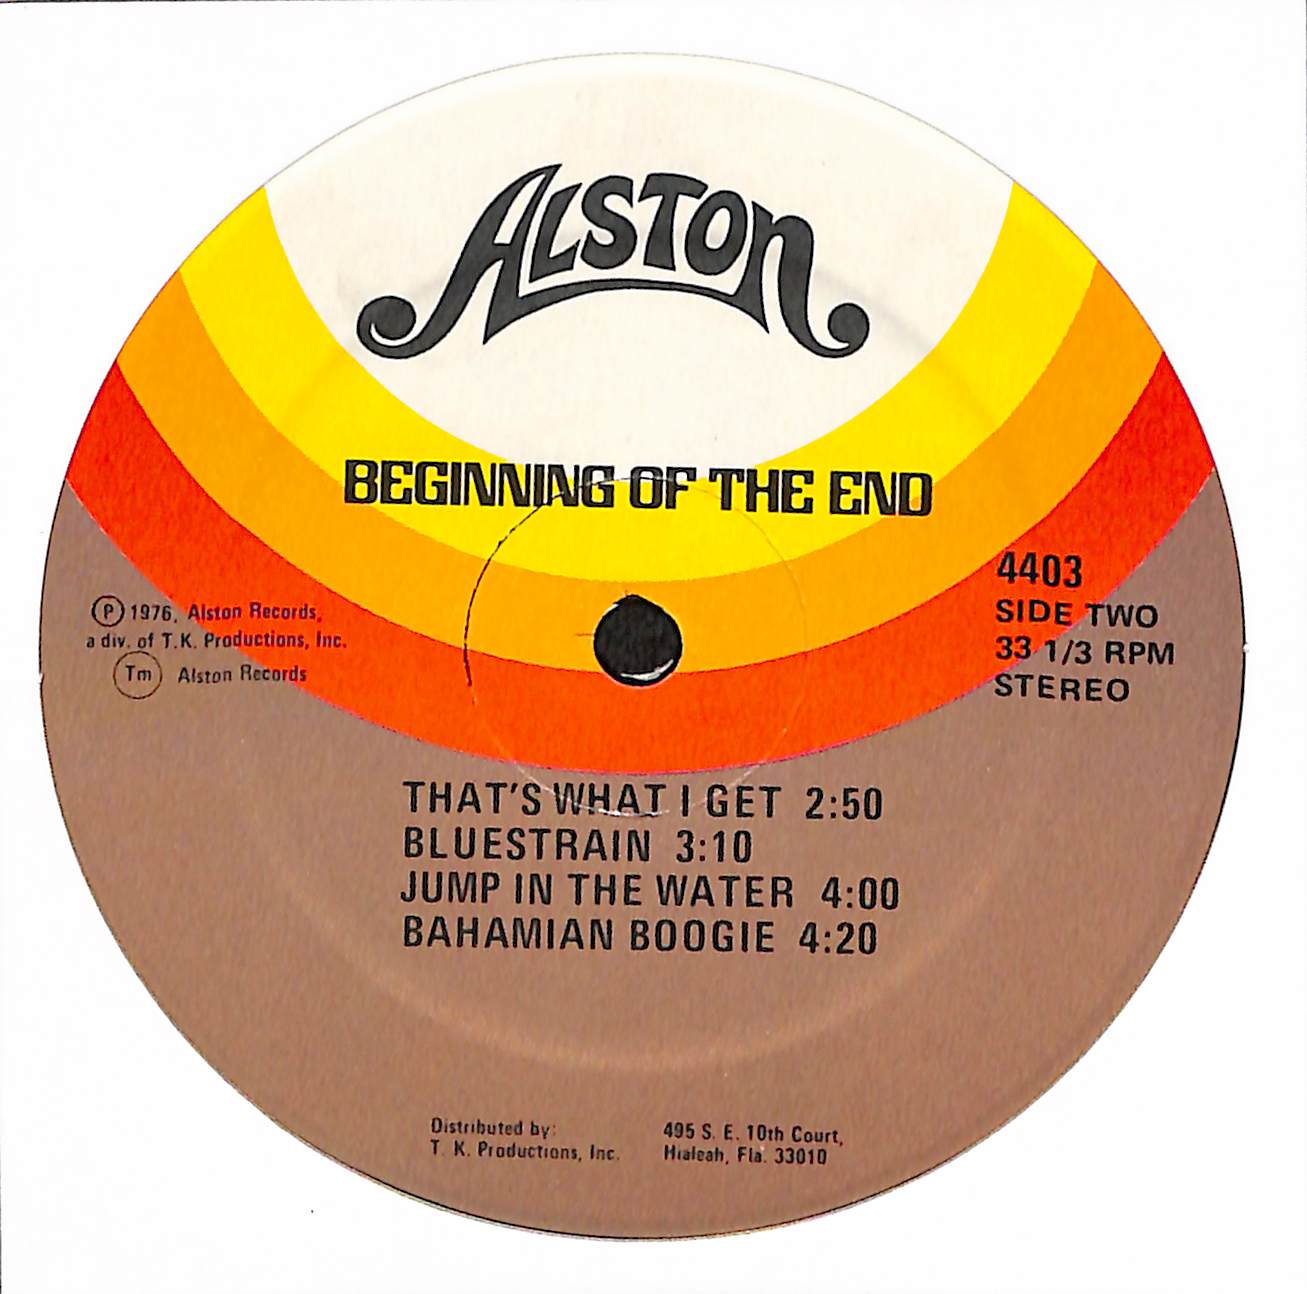 ALSTON
BEGINNING OF THE END
4403
SIDE TWO
33 1/3 RPM
STEREO
Ⓟ 1976, Alston Records,
a div. of T.K. Productions, Inc.
Tm Alston Records
THAT'S WHAT I GET 2:50
BLUESTRAIN 3:10
JUMP IN THE WATER 4:00
BAHAMIAN BOOGIE 4:20
Distributed by:
T. K. Productions, Inc.
495 S. E. 10th Court,
Hialeah, Fla. 33010